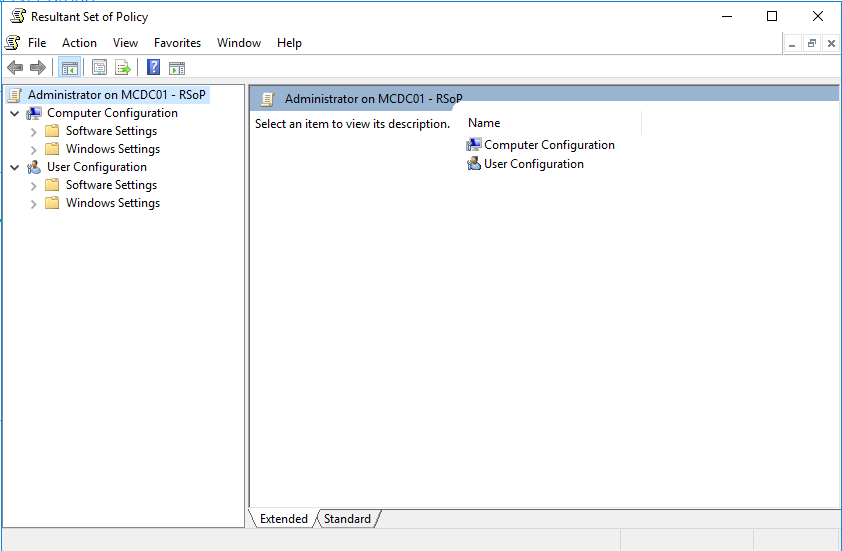 Resultant Set of Policy
File Action View Favorites Window Help
Administrator on MCDC01 - RSoP
Computer Configuration
Software Settings
Windows Settings
User Configuration
Software Settings
Windows Settings
Administrator on MCDC01 - RSoP
Select an item to view its description.
Name
Computer Configuration
User Configuration
Extended Standard